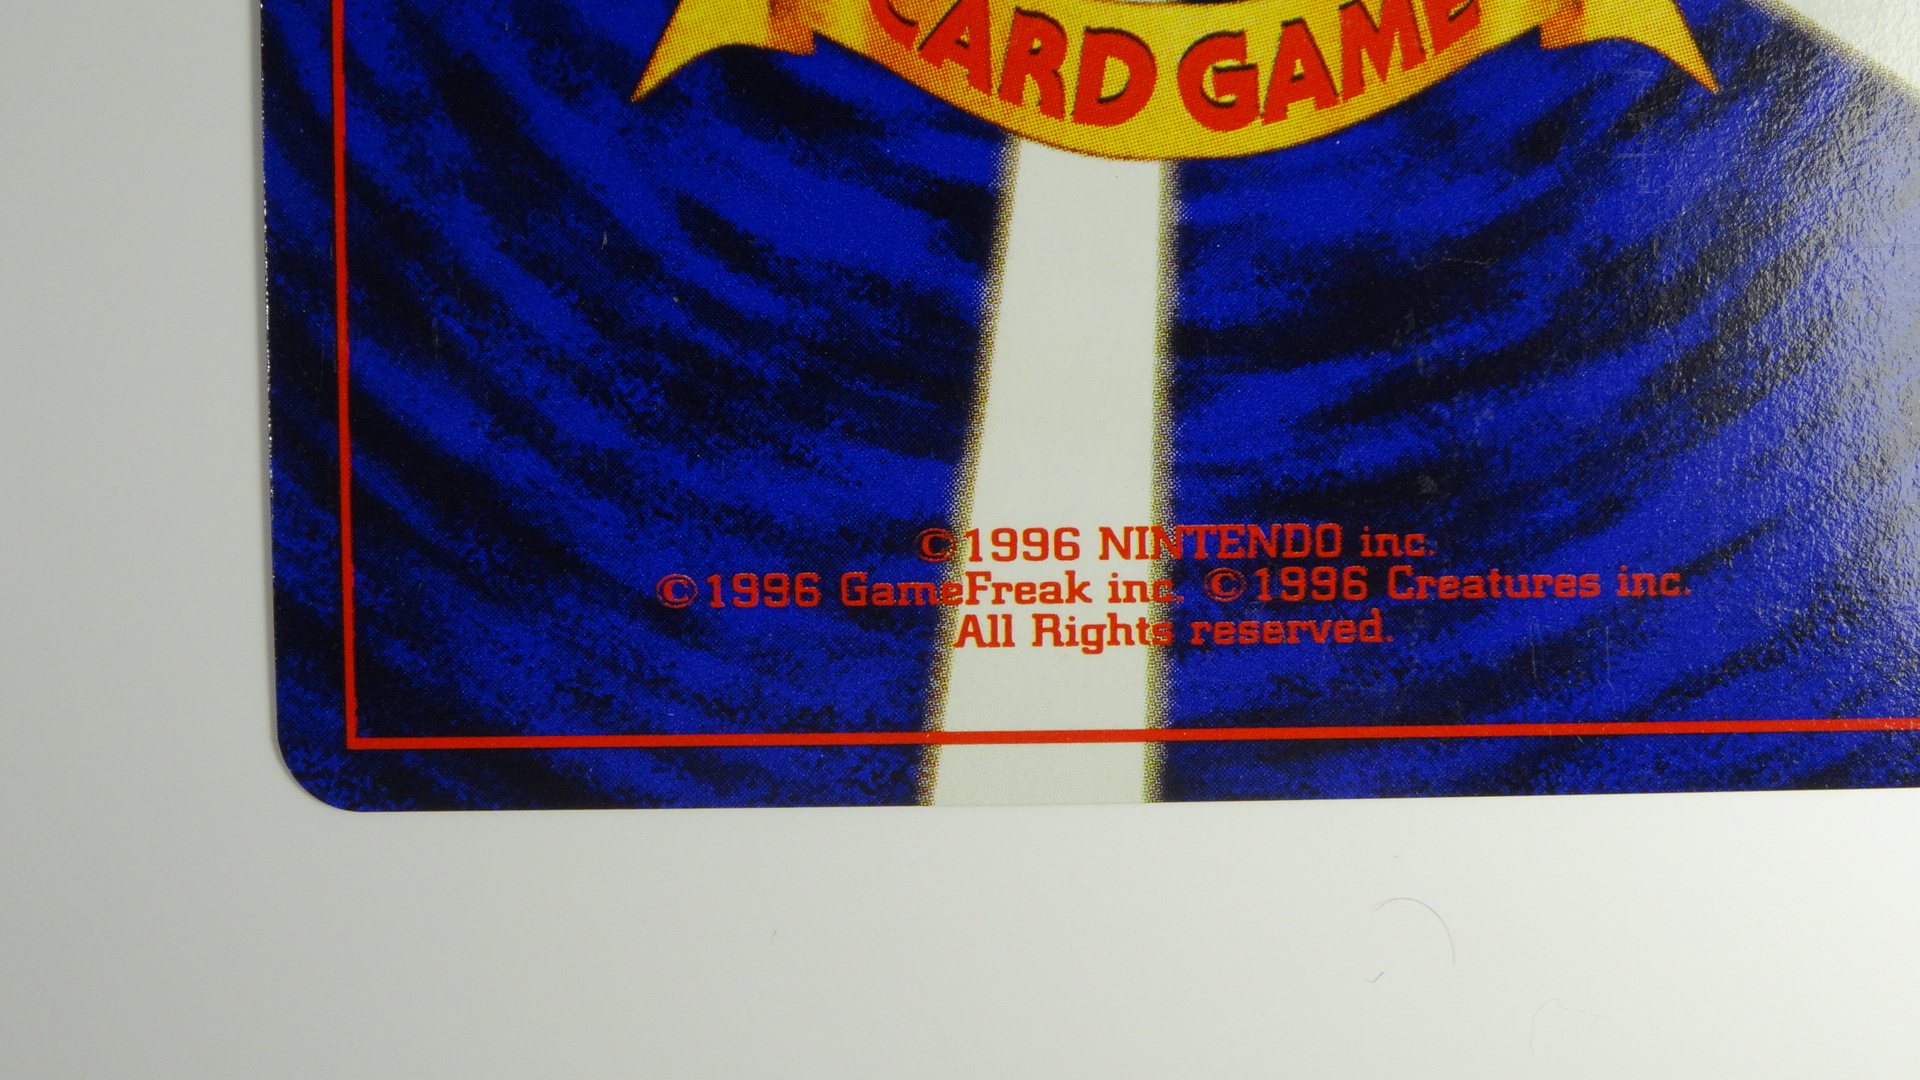 CARD GAME
©1996 NINTENDO inc.
©1996 GameFreak inc. ©1996 Creatures inc.
All Rights reserved.